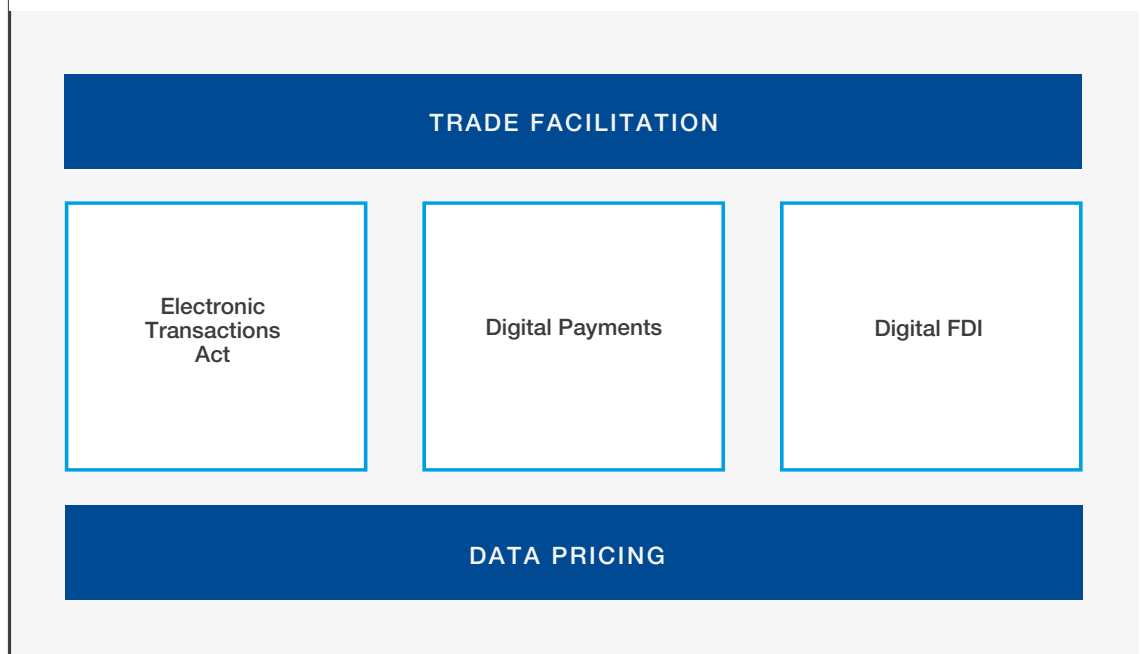 TRADE FACILITATION
Electronic
Transactions
Act
Digital Payments
Digital FDI
DATA PRICING